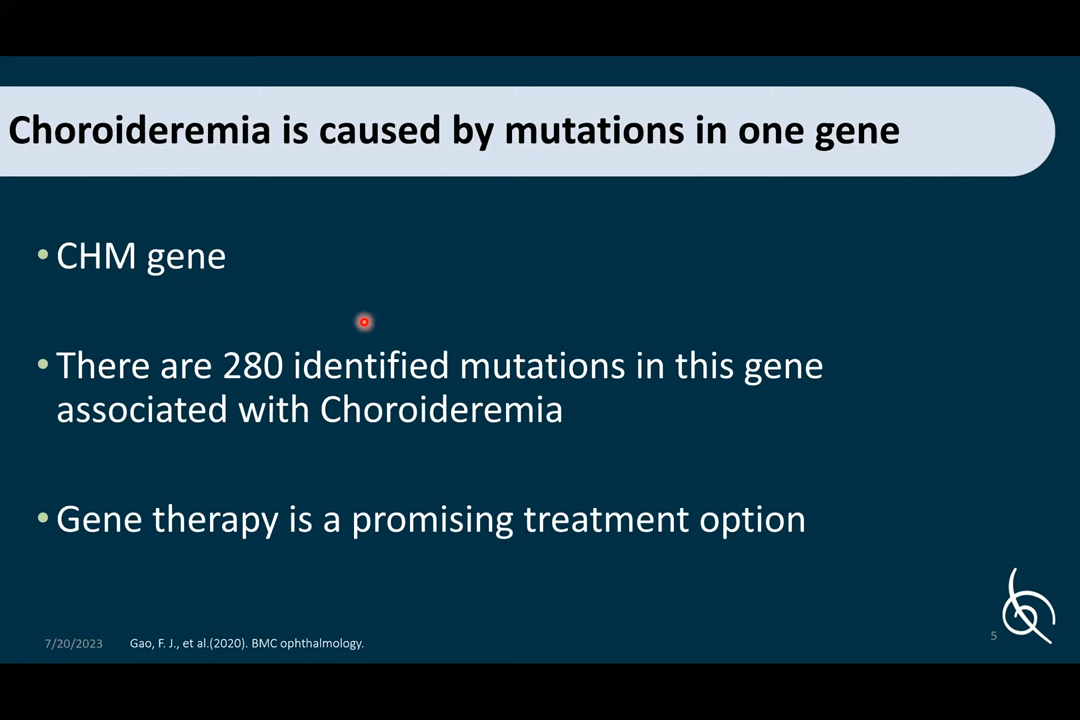 Choroideremia is caused by mutations in one gene
• CHM gene
• There are 280 identified mutations in this gene
associated with Choroideremia
• Gene therapy is a promising treatment option
7/20/2023 Gao, F. J., et al.(2020). BMC ophthalmology.
5